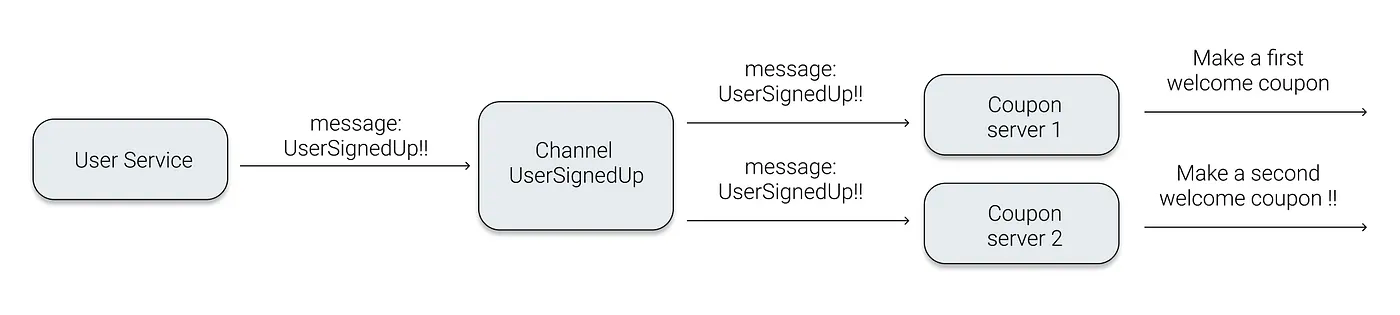 User Service
message:
UserSignedUp!!
Channel
UserSignedUp
message:
UserSignedUp!!
Coupon
server 1
Make a first
welcome coupon
message:
UserSignedUp!!
Coupon
server 2
Make a second
welcome coupon !!